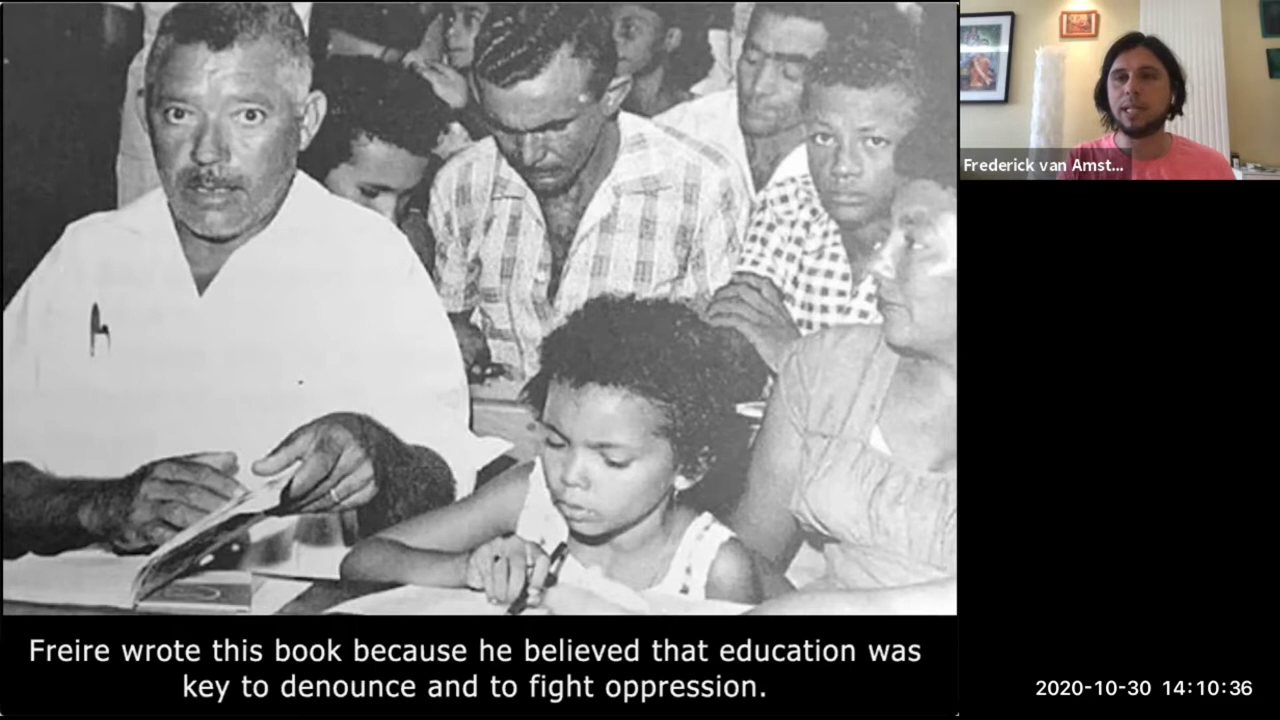 Frederick van Amst...
Freire wrote this book because he believed that education was
key to denounce and to fight oppression.
2020-10-30 14:10:36